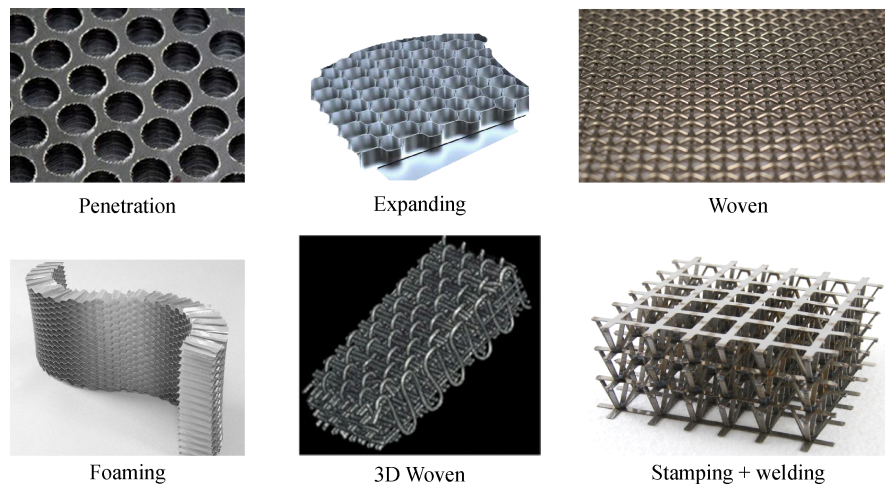 Penetration
Expanding
Woven
Foaming
3D Woven
Stamping + welding